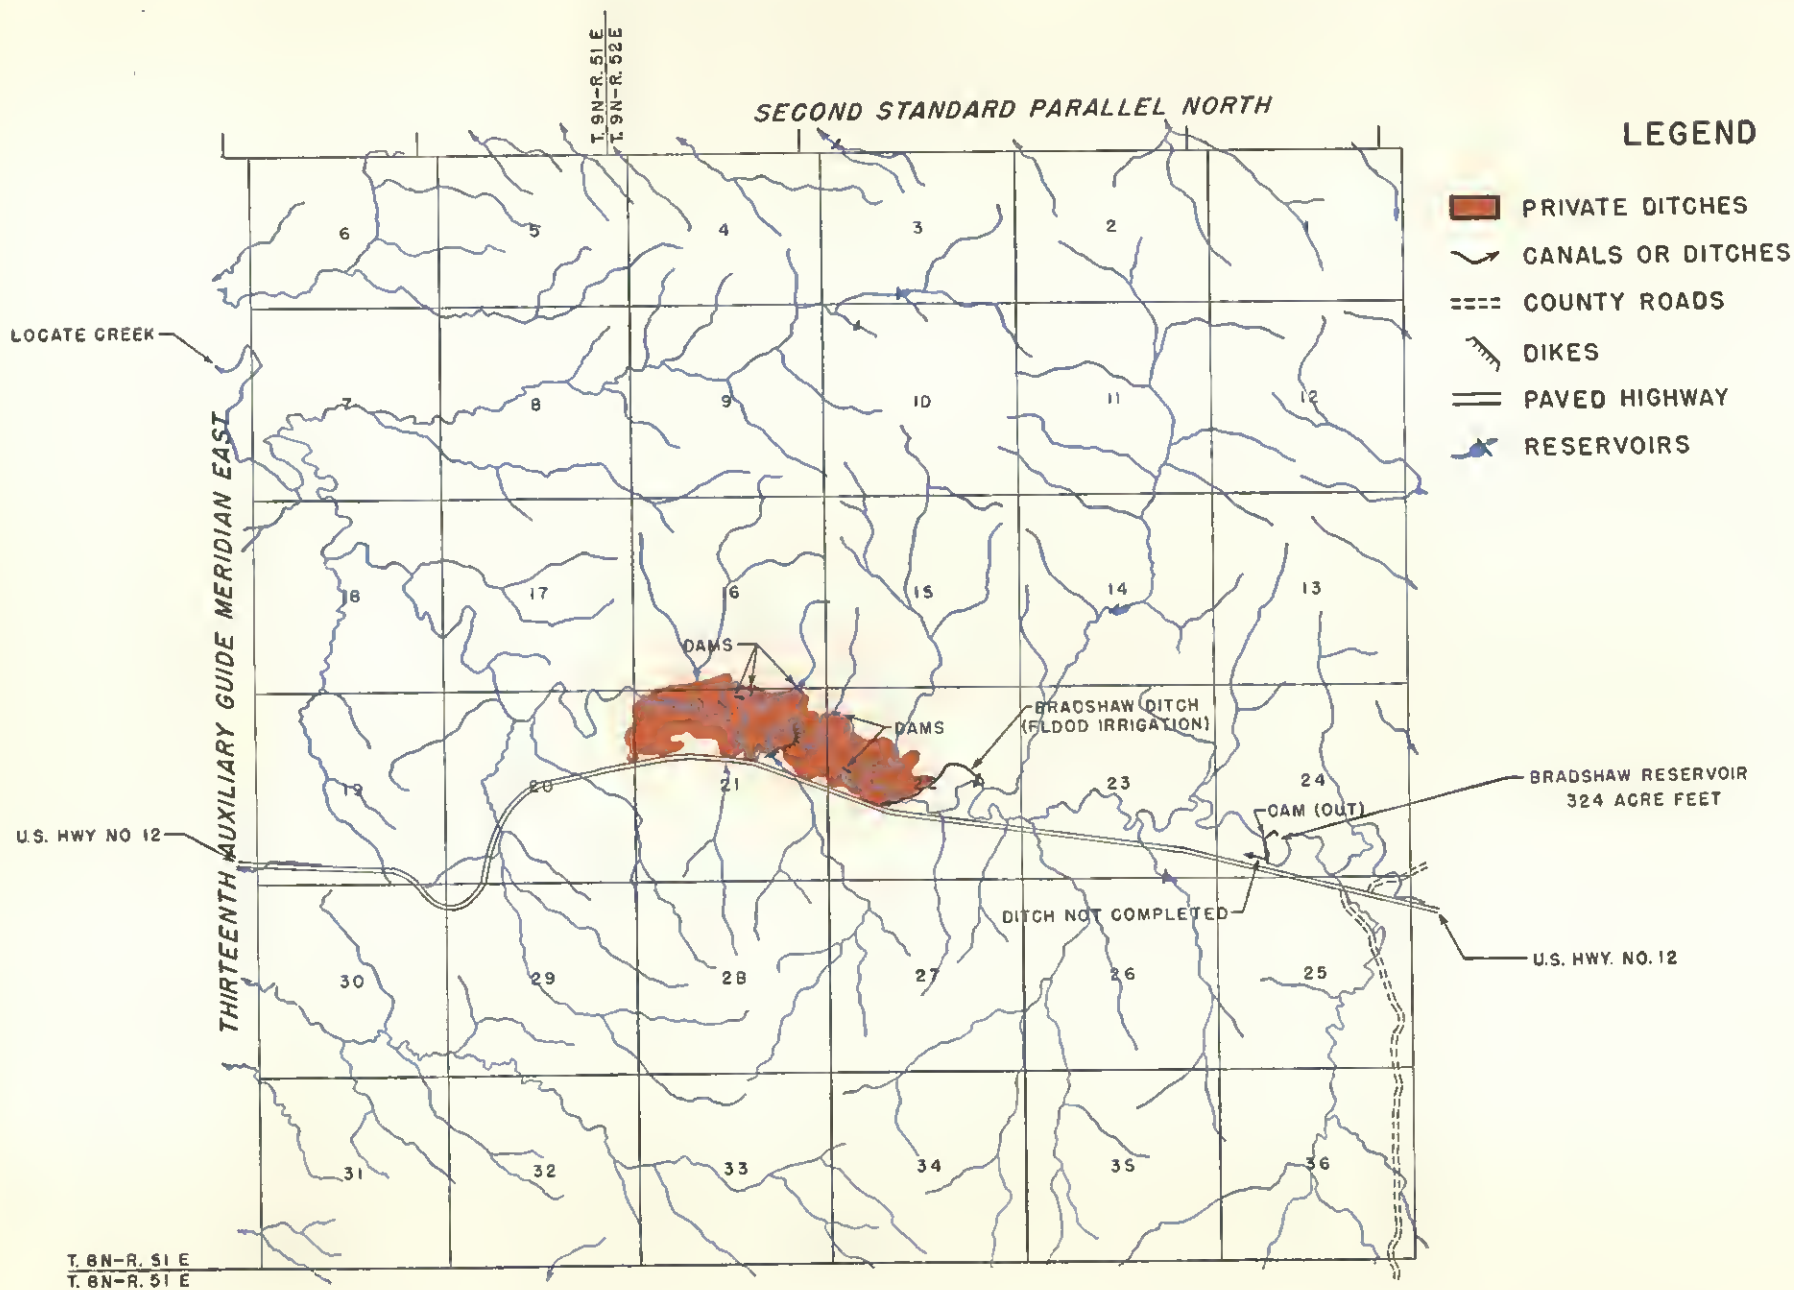 T. 9N-R. 51 E
T. 9N-R. 52 E
SECOND STANDARD PARALLEL NORTH
LEGEND
PRIVATE DITCHES
CANALS OR DITCHES
COUNTY ROADS
DIKES
PAVED HIGHWAY
RESERVOIRS
6 5 4 3 2 1
LOCATE CREEK
7 8 9 10 11 12
THIRTEENTH AUXILIARY GUIDE MERIDIAN EAST
18 17 16 15 14 13
DAMS
BRADSHAW DITCH
(FLOOD IRRIGATION)
DAMS
19 20 21 22 23 24
BRADSHAW RESERVOIR
324 ACRE FEET
DAM (OUT)
U.S. HWY NO 12
DITCH NOT COMPLETED
U.S. HWY. NO. 12
30 29 28 27 26 25
31 32 33 34 35 36
T. 8N-R. 51 E
T. 8N-R. 51 E